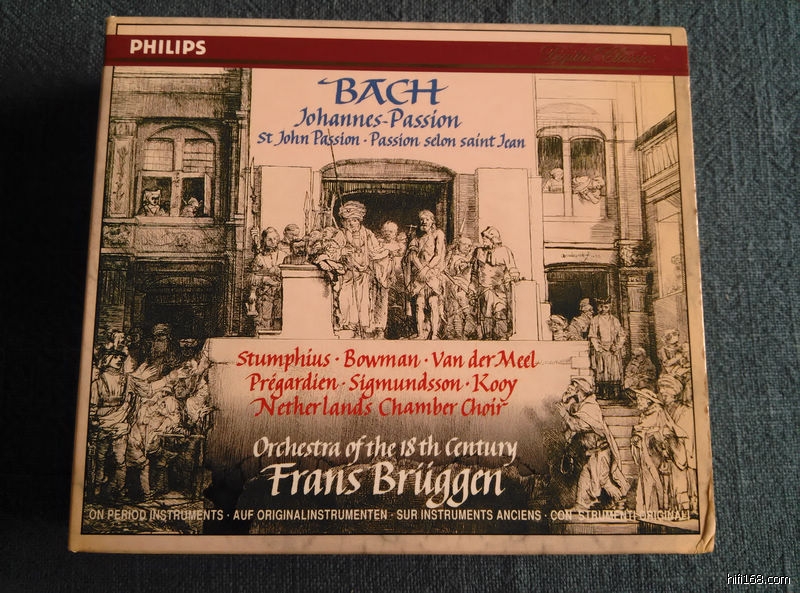 PHILIPS
BACH
Johannes-Passion
St John Passion · Passion selon saint Jean
Stumphius · Bowman · Van der Meel
Prégardien · Sigmundsson · Kooy
Netherlands Chamber Choir
Orchestra of the 18th Century
Frans Brüggen
ON PERIOD INSTRUMENTS · AUF ORIGINALINSTRUMENTEN · SUR INSTRUMENTS ANCIENS · CON STRUMENTI ORIGINALI
hifi168.com